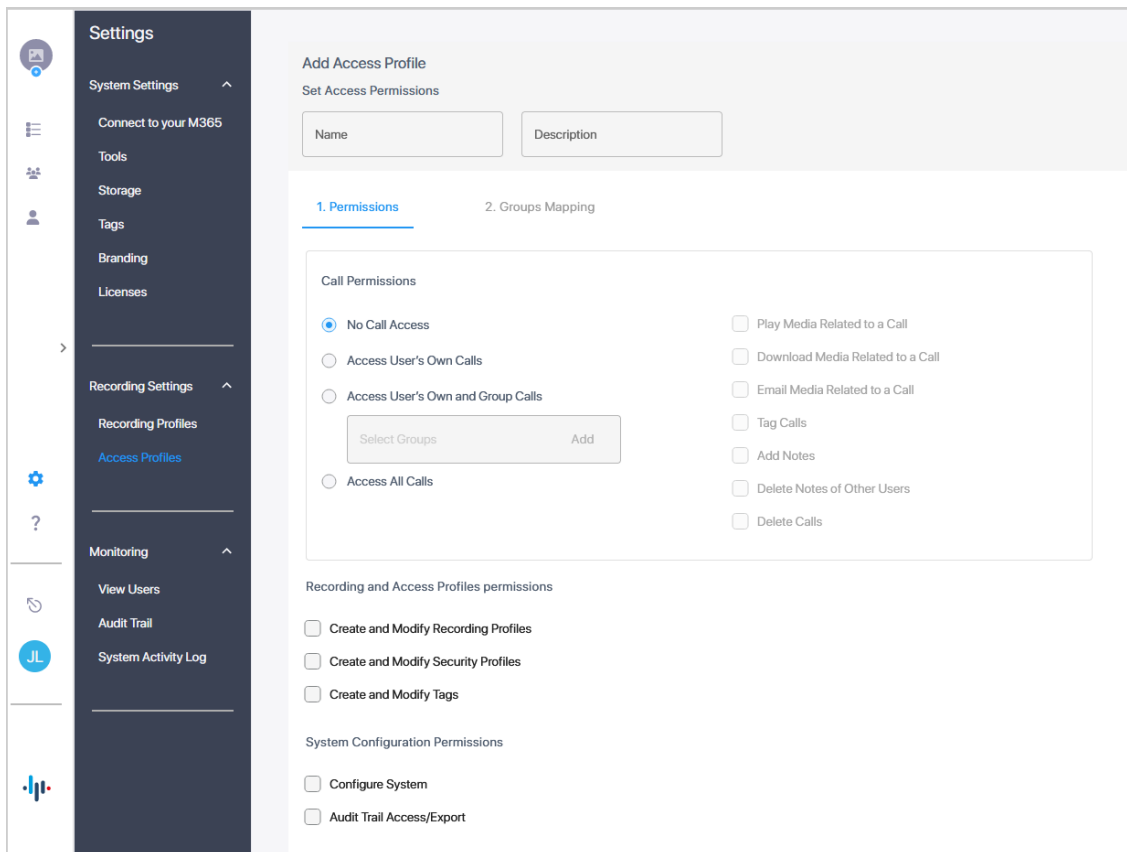 Settings
System Settings
Connect to your M365
Tools
Storage
Tags
Branding
Licenses
Recording Settings
Recording Profiles
Access Profiles
?
Monitoring
View Users
Audit Trail
JL
System Activity Log
Add Access Profile
Set Access Permissions
Name
Description
1. Permissions
2. Groups Mapping
Call Permissions
No Call Access
Access User's Own Calls
Access User's Own and Group Calls
Select Groups
Add
Access All Calls
Play Media Related to a Call
Download Media Related to a Call
Email Media Related to a Call
Tag Calls
Add Notes
Delete Notes of Other Users
Delete Calls
Recording and Access Profiles permissions
Create and Modify Recording Profiles
Create and Modify Security Profiles
Create and Modify Tags
System Configuration Permissions
Configure System
Audit Trail Access/Export